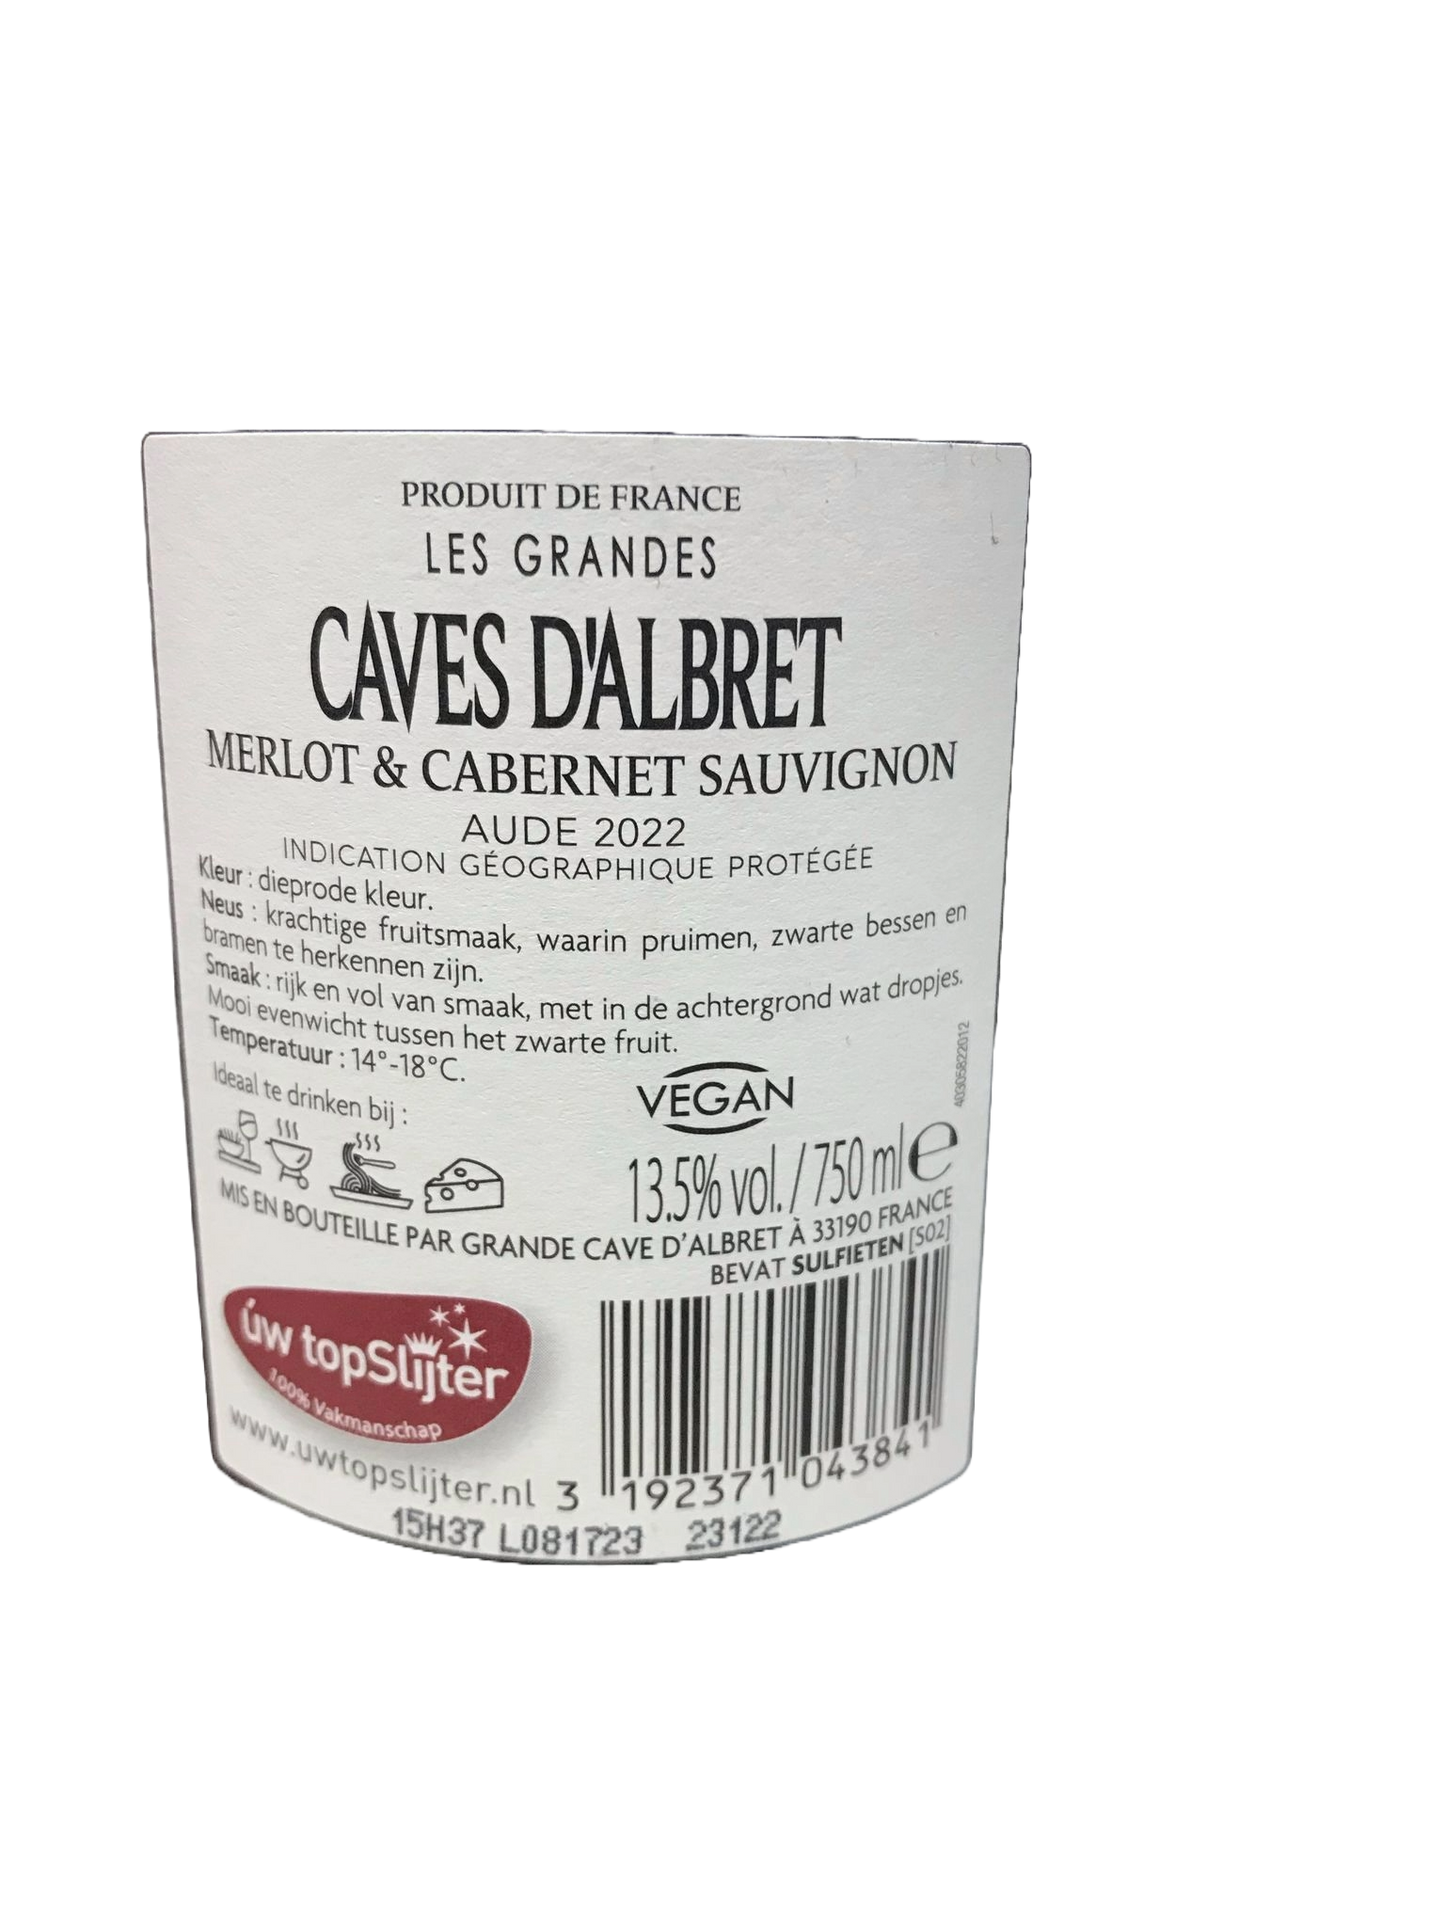 PRODUIT DE FRANCE
LES GRANDES
CAVES D'ALBRET
MERLOT & CABERNET SAUVIGNON
AUDE 2022
INDICATION GÉOGRAPHIQUE PROTÉGÉE
Kleur : dieprode kleur.
Neus : krachtige fruitsmaak, waarin pruimen, zwarte bessen en
bramen te herkennen zijn.
Smaak : rijk en vol van smaak, met in de achtergrond wat dropjes.
Mooi evenwicht tussen het zwarte fruit.
Temperatuur : 14°-18°C.
Ideaal te drinken bij :
VEGAN
40305822012
13.5% vol. / 750 ml e
MIS EN BOUTEILLE PAR GRANDE CAVE D'ALBRET À 33190 FRANCE
BEVAT SULFIETEN [S02]
úw topSlijter
100% Vakmanschap
www.uwtopslijter.nl
3 192371 043841
15H37 L081723 23122